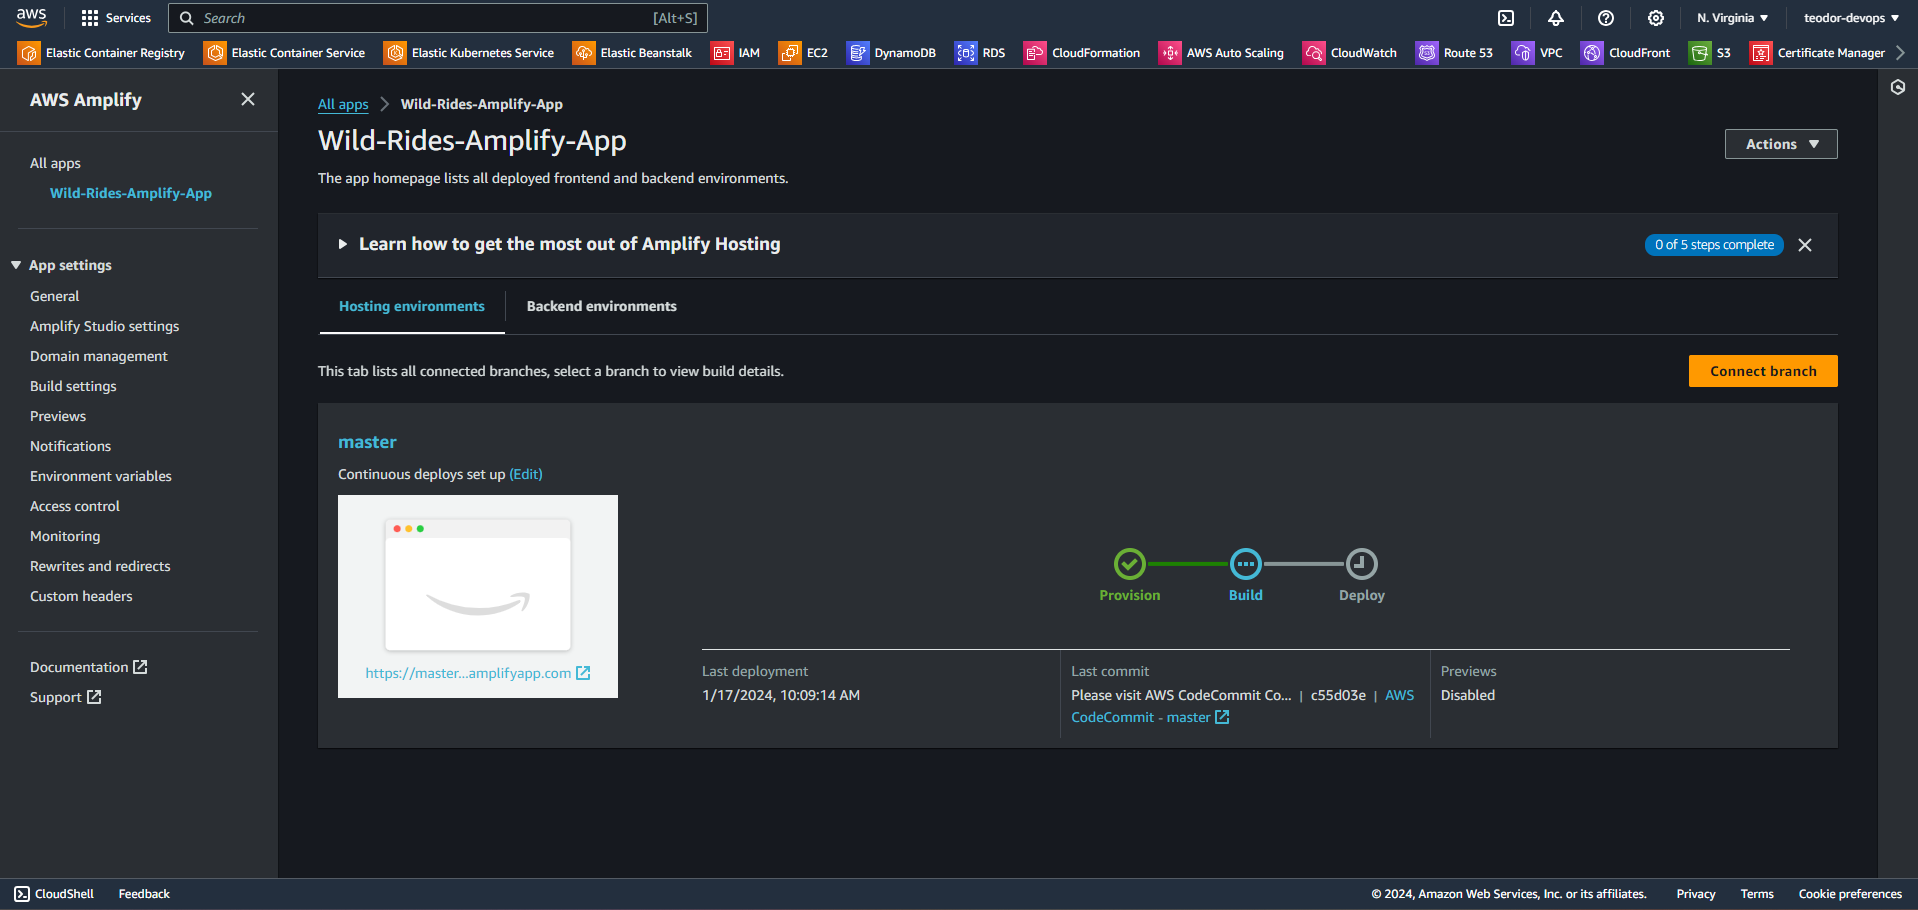 aws
Services
Search
[Alt+S]
N. Virginia
teodor-devops
Elastic Container Registry
Elastic Container Service
Elastic Kubernetes Service
Elastic Beanstalk
IAM
EC2
DynamoDB
RDS
CloudFormation
AWS Auto Scaling
CloudWatch
Route 53
VPC
CloudFront
S3
Certificate Manager
AWS Amplify
All apps
Wild-Rides-Amplify-App
App settings
General
Amplify Studio settings
Domain management
Build settings
Previews
Notifications
Environment variables
Access control
Monitoring
Rewrites and redirects
Custom headers
Documentation
Support
All apps
Wild-Rides-Amplify-App
Wild-Rides-Amplify-App
Actions
The app homepage lists all deployed frontend and backend environments.
Learn how to get the most out of Amplify Hosting
0 of 5 steps complete
Hosting environments
Backend environments
This tab lists all connected branches, select a branch to view build details.
Connect branch
master
Continuous deploys set up (Edit)
https://master...amplifyapp.com
Provision
Build
Deploy
Last deployment
1/17/2024, 10:09:14 AM
Last commit
Please visit AWS CodeCommit Co... | c55d03e | AWS
CodeCommit - master
Previews
Disabled
CloudShell
Feedback
© 2024, Amazon Web Services, Inc. or its affiliates.
Privacy
Terms
Cookie preferences